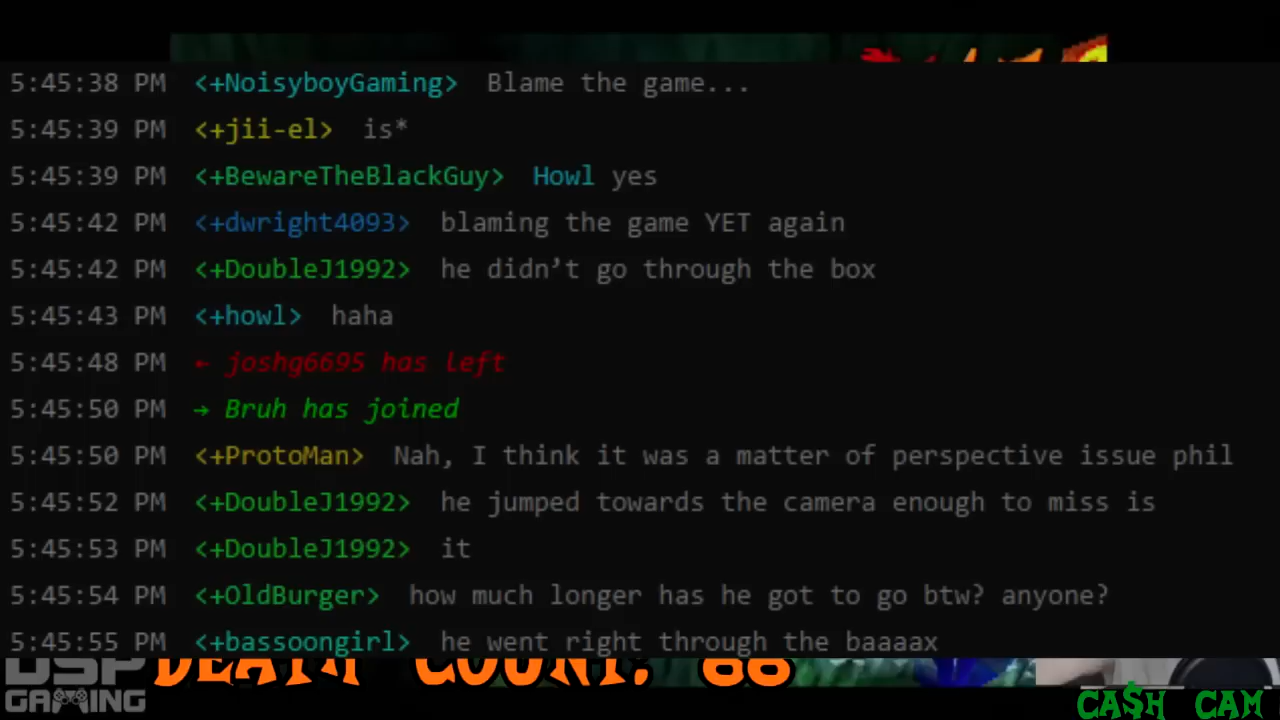 5:45:38 PM <+NoisyboyGaming> Blame the game...
5:45:39 PM <+jii-el> is*
5:45:39 PM <+BewareTheBlackGuy> Howl yes
5:45:42 PM <+dwright4093> blaming the game YET again
5:45:42 PM <+DoubleJ1992> he didn’t go through the box
5:45:43 PM <+howl> haha
5:45:48 PM ← joshg6695 has left
5:45:50 PM → Bruh has joined
5:45:50 PM <+ProtoMan> Nah, I think it was a matter of perspective issue phil
5:45:52 PM <+DoubleJ1992> he jumped towards the camera enough to miss is
5:45:53 PM <+DoubleJ1992> it
5:45:54 PM <+OldBurger> how much longer has he got to go btw? anyone?
5:45:55 PM <+bassoongirl> he went right through the baaaax
DSP GAMING
DEATH COUNT: 88
CA$H CAM